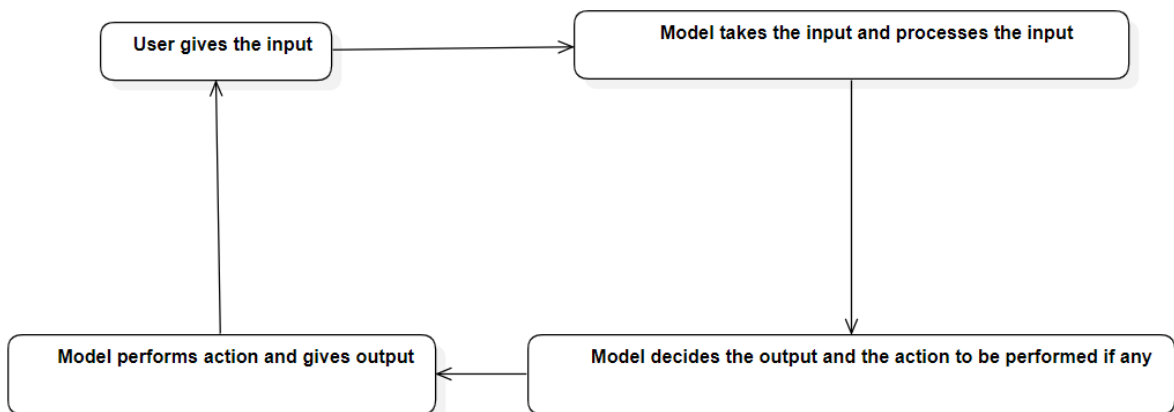 User gives the input
Model takes the input and processes the input
Model performs action and gives output
Model decides the output and the action to be performed if any